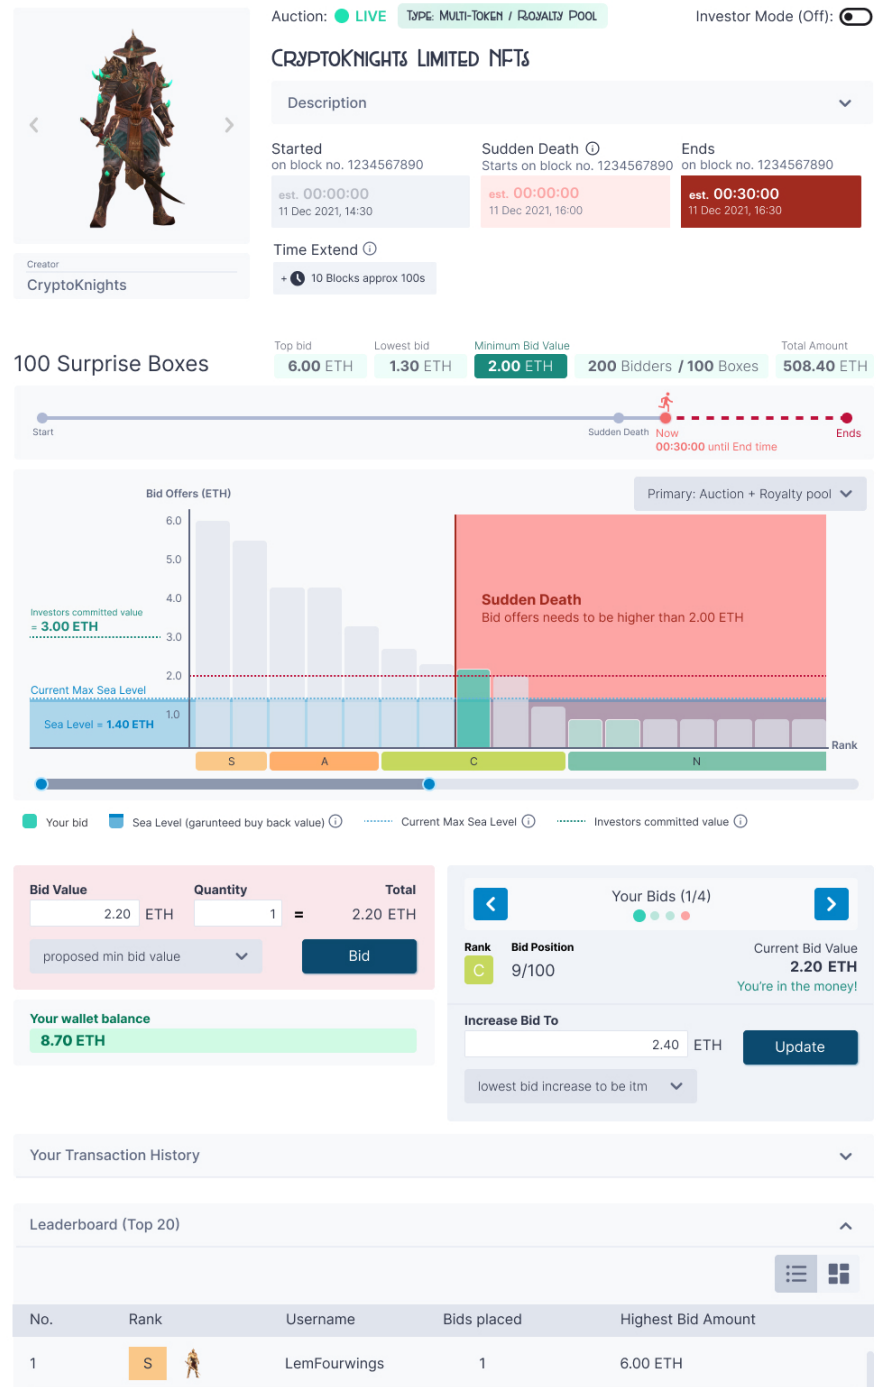 Auction: LIVE TYPE: MULTI-TOKEN / ROYALTY POOL Investor Mode (Off):
CRYPTOKNIGHTS LIMITED NFTs
Description
Started
on block no. 1234567890
est. 00:00:00
11 Dec 2021, 14:30
Sudden Death
Starts on block no. 1234567890
est. 00:00:00
11 Dec 2021, 16:00
Ends
on block no. 1234567890
est. 00:30:00
11 Dec 2021, 16:30
Time Extend
+ 10 Blocks approx 100s
Creator
CryptoKnights
100 Surprise Boxes
Top bid
6.00 ETH
Lowest bid
1.30 ETH
Minimum Bid Value
2.00 ETH
200 Bidders / 100 Boxes
Total Amount
508.40 ETH
Start
Sudden Death
Now
00:30:00 until End time
Ends
Bid Offers (ETH)
Primary: Auction + Royalty pool
6.0
5.0
4.0
3.0
2.0
1.0
Investors committed value
= 3.00 ETH
Current Max Sea Level
Sea Level = 1.40 ETH
Sudden Death
Bid offers needs to be higher than 2.00 ETH
Rank
S A C N
Your bid
Sea Level (garunteed buy back value)
Current Max Sea Level
Investors committed value
Bid Value Quantity Total
2.20 ETH 1 = 2.20 ETH
proposed min bid value
Bid
Your wallet balance
8.70 ETH
Your Bids (1/4)
Rank
C
Bid Position
9/100
Current Bid Value
2.20 ETH
You're in the money!
Increase Bid To
2.40 ETH
Update
lowest bid increase to be itm
Your Transaction History
Leaderboard (Top 20)
No. Rank Username Bids placed Highest Bid Amount
1 S LemFourwings 1 6.00 ETH